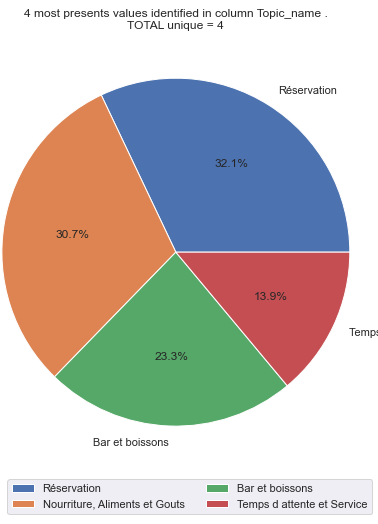 4 most presents values identified in column Topic_name .
TOTAL unique = 4
Réservation
32.1%
30.7%
13.9%
Temps
23.3%
Bar et boissons
Réservation
Bar et boissons
Nourriture, Aliments et Gouts
Temps d attente et Service